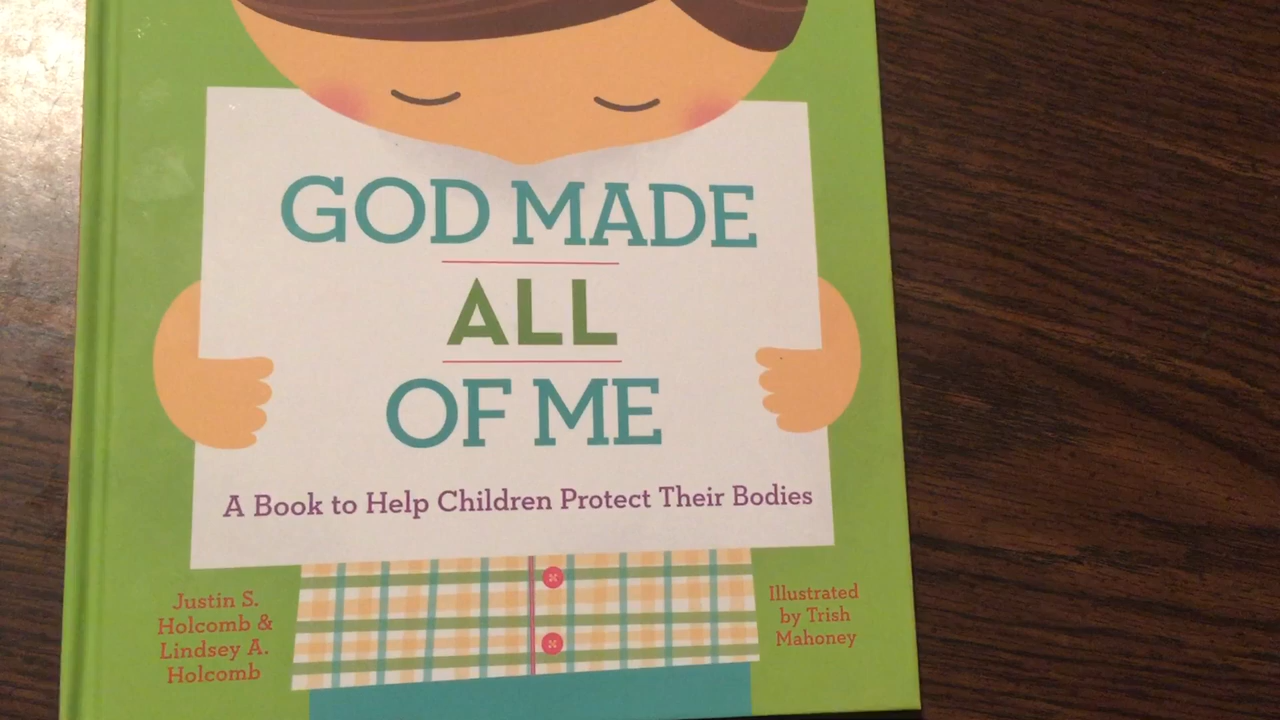 GOD MADE
ALL
OF ME
A Book to Help Children Protect Their Bodies
Justin S.
Holcomb &
Lindsey A.
Holcomb
Illustrated
by Trish
Mahoney